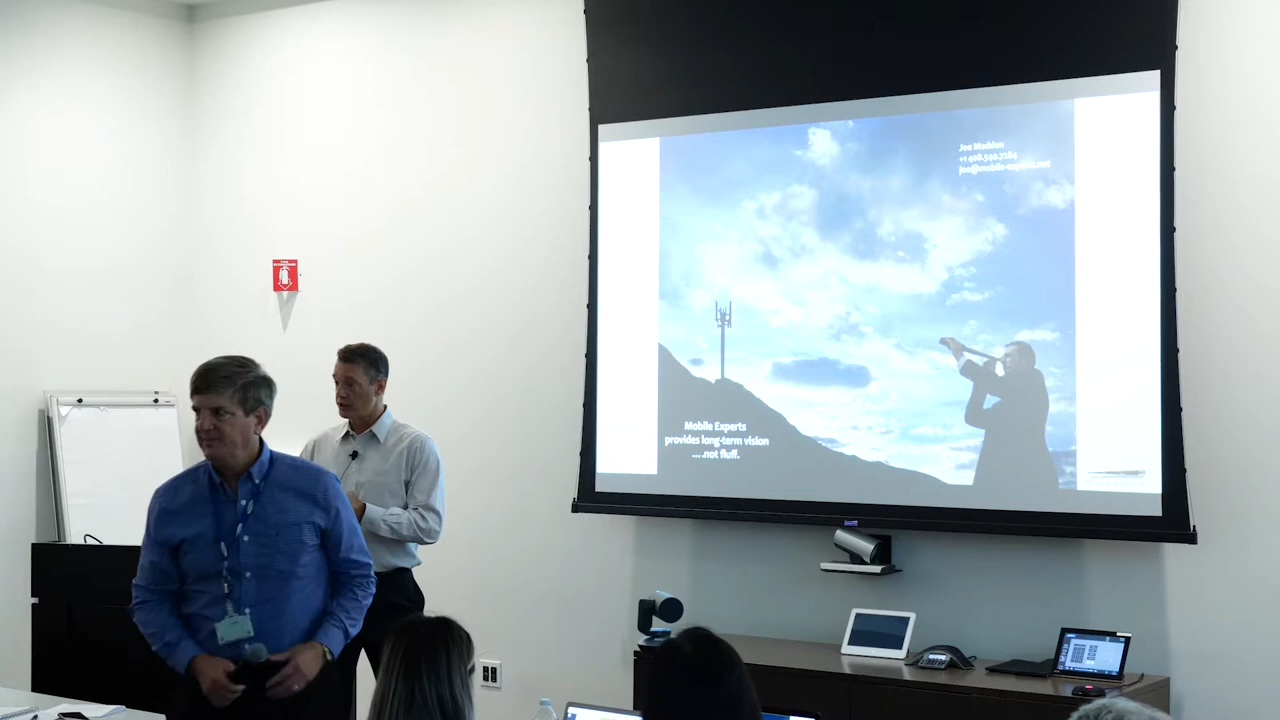 Joe Madden
+1 408.540.7284
joe@mobile-experts.net
Mobile Experts
provides long-term vision
... .not fluff.